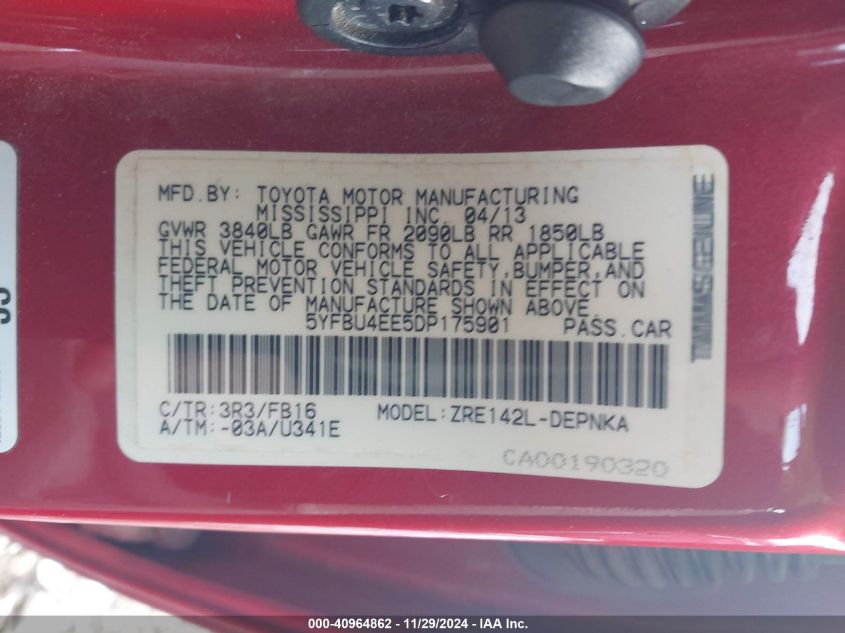 MFD.BY: TOYOTA MOTOR MANUFACTURING
MISSISSIPPI INC. 04/13
GVWR 3840LB GAWR FR 2090LB RR 1850LB
THIS VEHICLE CONFORMS TO ALL APPLICABLE
FEDERAL MOTOR VEHICLE SAFETY,BUMPER,AND
THEFT PREVENTION STANDARDS IN EFFECT ON
THE DATE OF MANUFACTURE SHOWN ABOVE.
5YFBU4EE5DP175901 PASS.CAR
C/TR:3R3/FB16 MODEL:ZRE142L-DEPNKA
A/TM:-03A/U341E
CA00190320
000-40964862 - 11/29/2024 - IAA Inc.